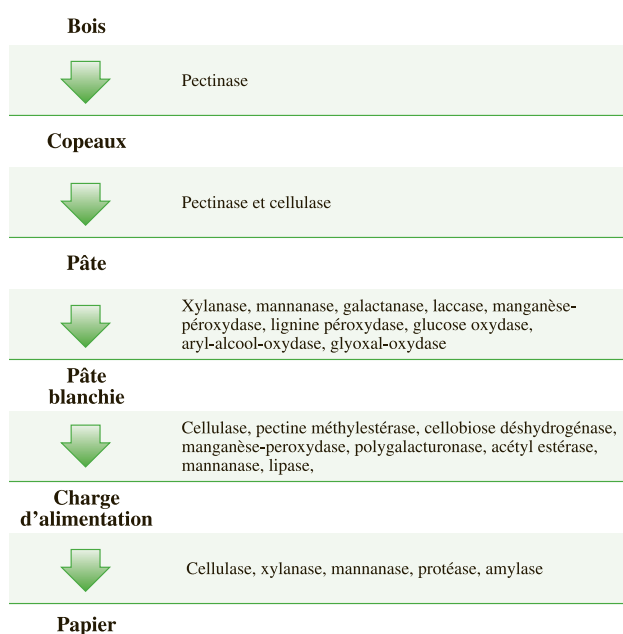 Bois
Pectinase
Copeaux
Pectinase et cellulase
Pâte
Xylanase, mannanase, galactanase, laccase, manganèse-
péroxydase, lignine péroxydase, glucose oxydase,
aryl-alcool-oxydase, glyoxal-oxydase
Pâte
blanchie
Cellulase, pectine méthylestérase, cellobiose déshydrogénase,
manganèse-peroxydase, polygalacturonase, acétyl estérase,
mannanase, lipase,
Charge
d'alimentation
Cellulase, xylanase, mannanase, protéase, amylase
Papier